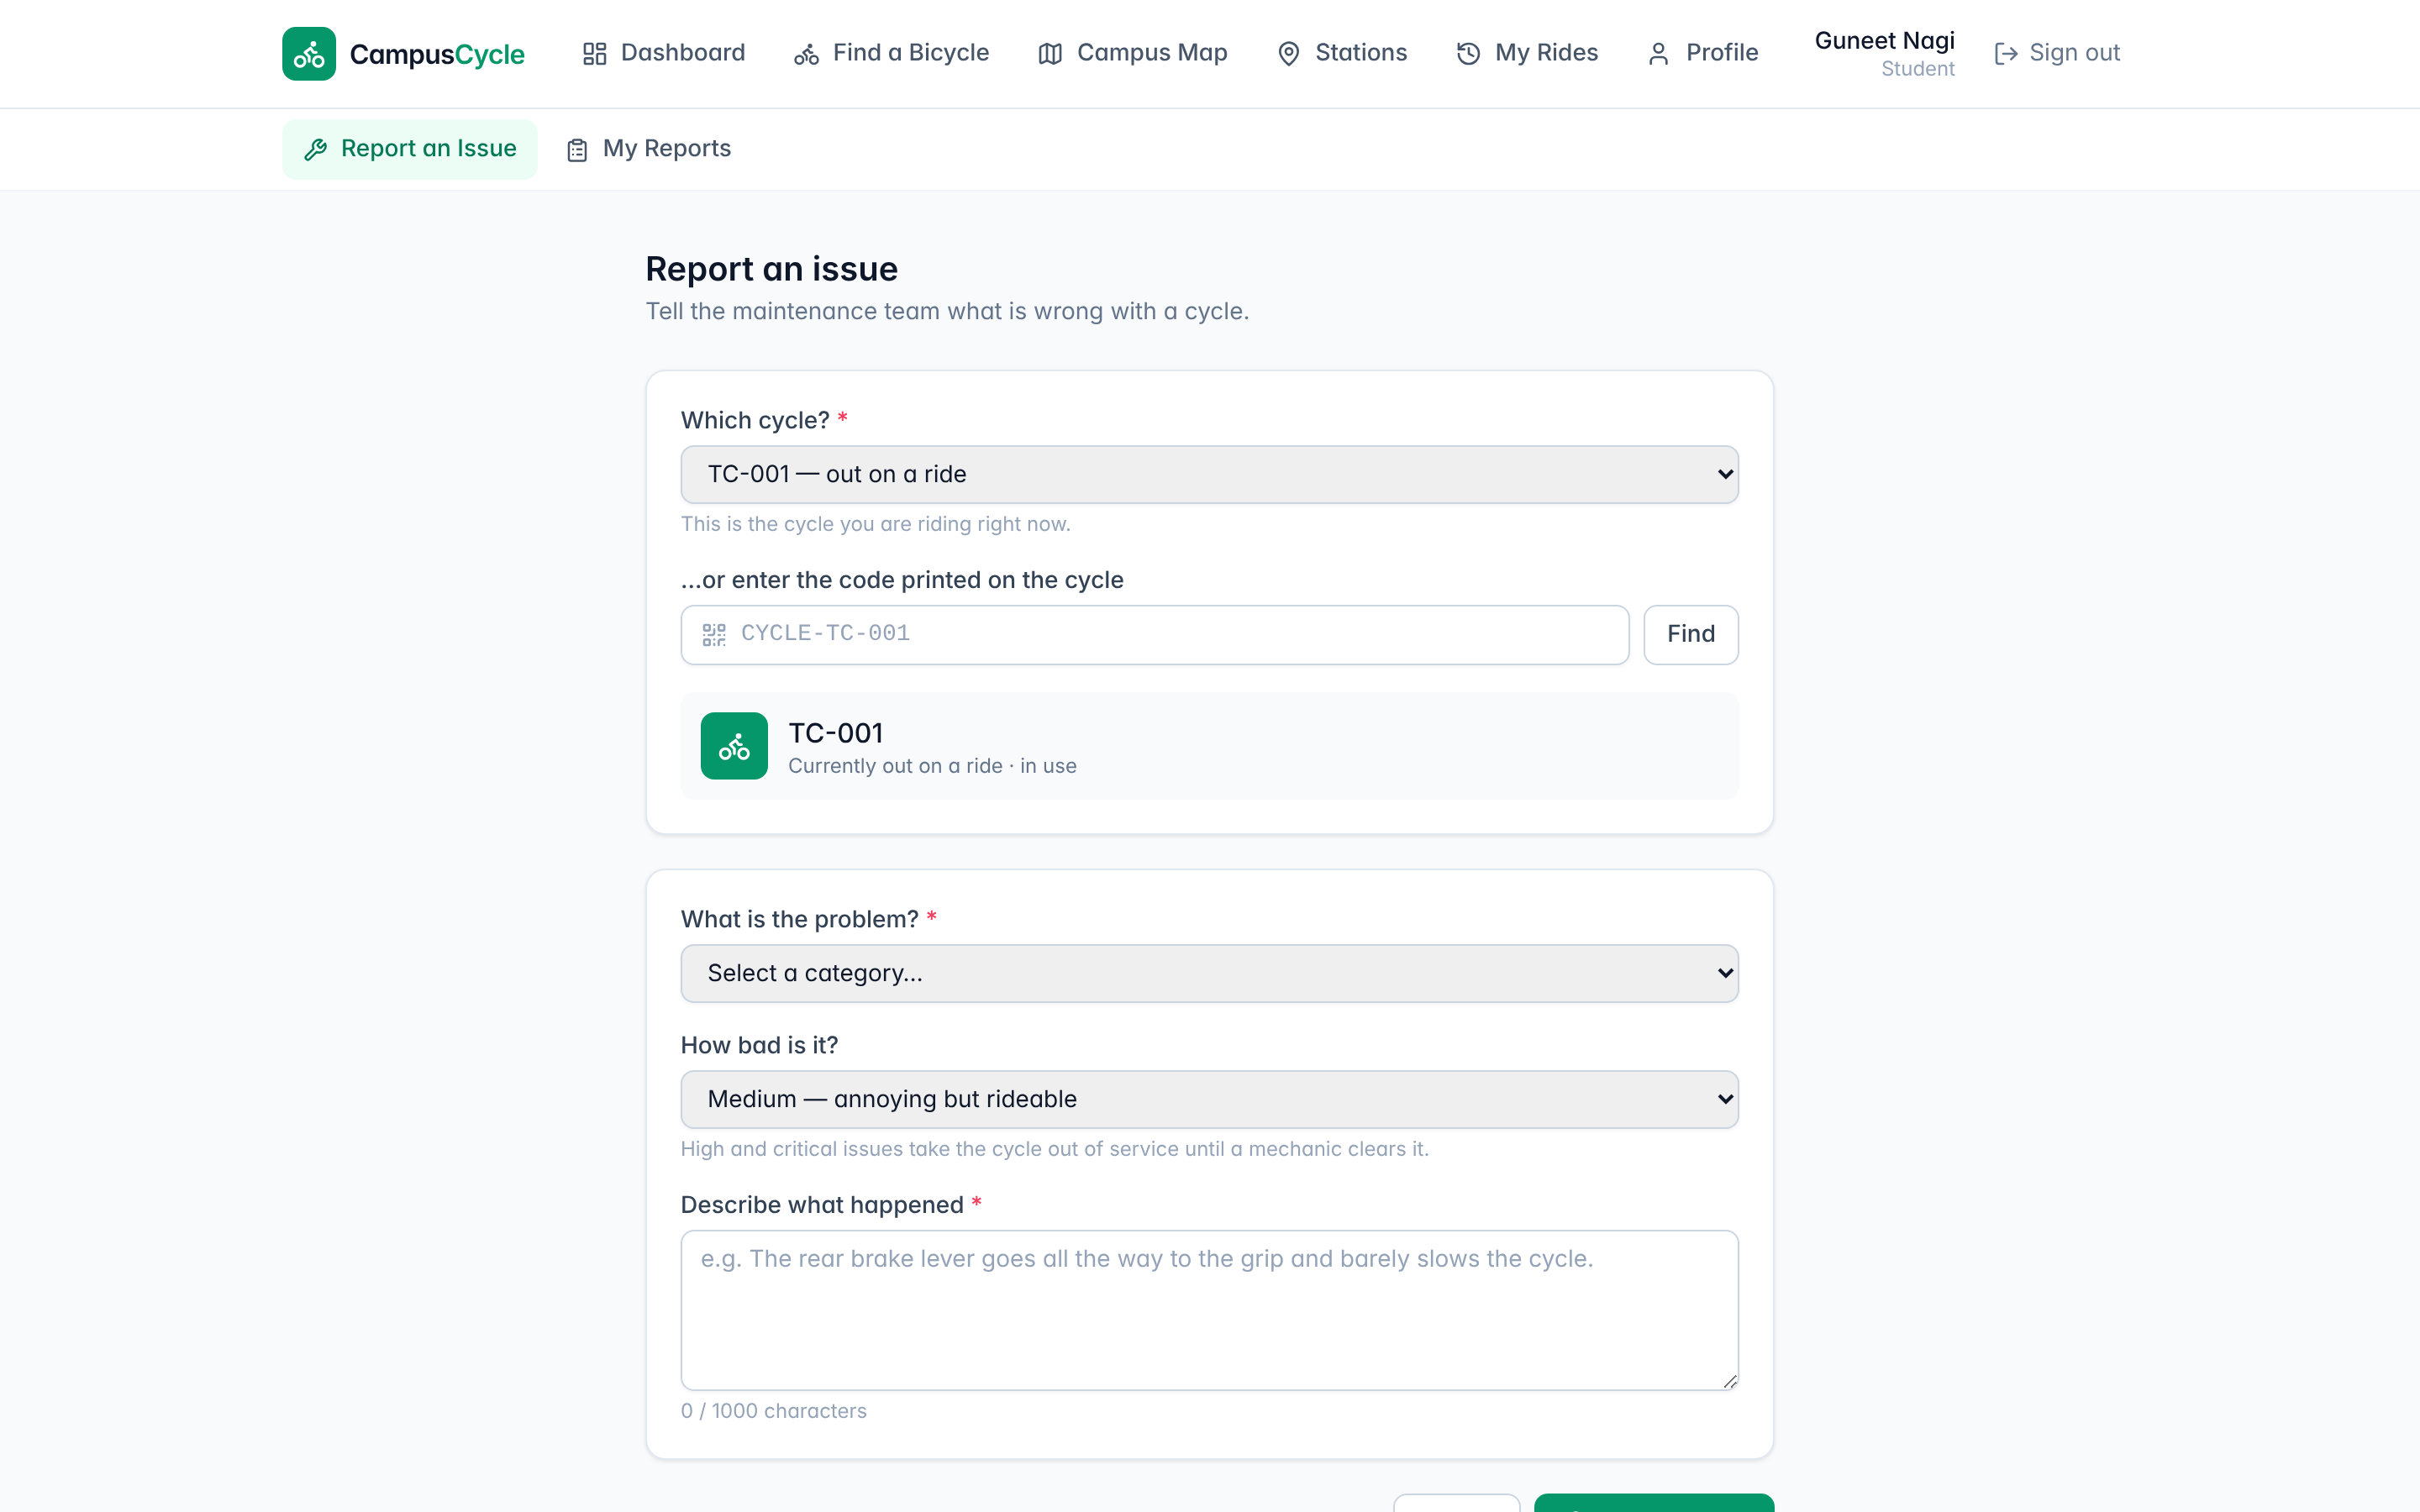 CampusCycle
Dashboard
Find a Bicycle
Campus Map
Stations
My Rides
Profile
Guneet Nagi
Student
Sign out
Report an Issue
My Reports
Report an issue
Tell the maintenance team what is wrong with a cycle.
Which cycle? *
TC-001 — out on a ride
This is the cycle you are riding right now.
...or enter the code printed on the cycle
CYCLE-TC-001
Find
TC-001
Currently out on a ride · in use
What is the problem? *
Select a category...
How bad is it?
Medium — annoying but rideable
High and critical issues take the cycle out of service until a mechanic clears it.
Describe what happened *
e.g. The rear brake lever goes all the way to the grip and barely slows the cycle.
0 / 1000 characters